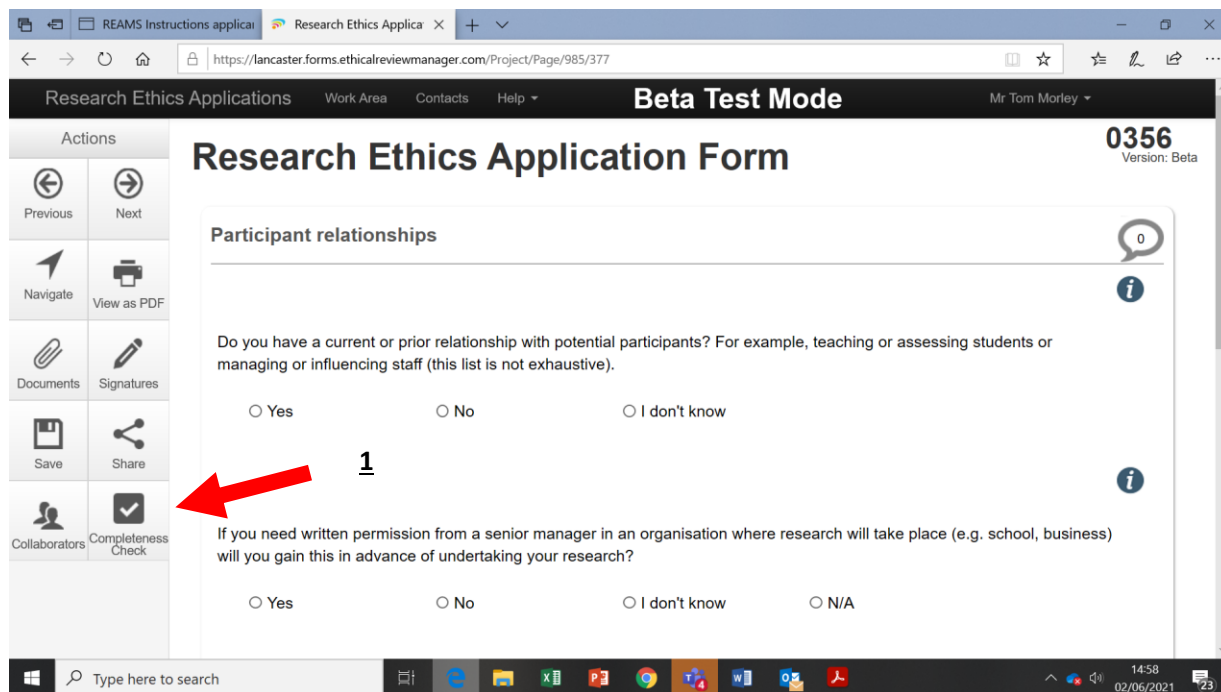 REAMS Instructions applicai
Research Ethics Applica
https://lancaster.forms.ethicalreviewmanager.com/Project/Page/985/377
Research Ethics Applications Work Area Contacts Help Beta Test Mode Mr Tom Morley
Actions
0356
Version: Beta
Research Ethics Application Form
Previous Next
Participant relationships
0
Navigate View as PDF
i
Do you have a current or prior relationship with potential participants? For example, teaching or assessing students or
managing or influencing staff (this list is not exhaustive).
Documents Signatures
Yes No I don't know
Save Share
1
i
Collaborators Completeness
Check
If you need written permission from a senior manager in an organisation where research will take place (e.g. school, business)
will you gain this in advance of undertaking your research?
Yes No I don't know N/A
Type here to search
4
14:58
02/06/2021
23